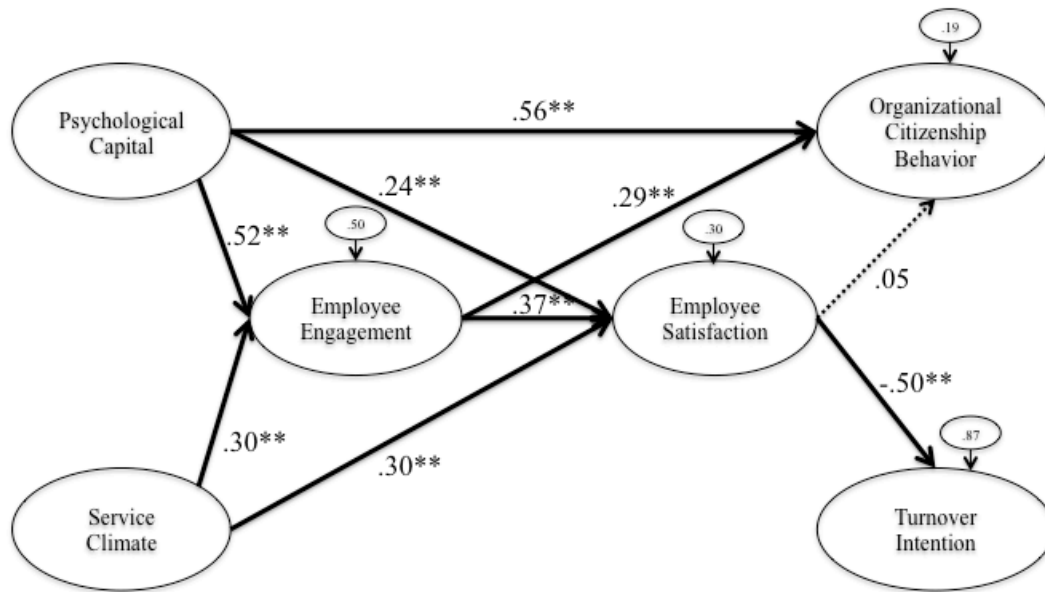 .19
Psychological
Capital
Organizational
Citizenship
Behavior
.56**
.24**
.29**
.52**
.50
.30
Employee
Engagement
.37**
Employee
Satisfaction
.05
-.50**
.30**
.30**
.87
Service
Climate
Turnover
Intention